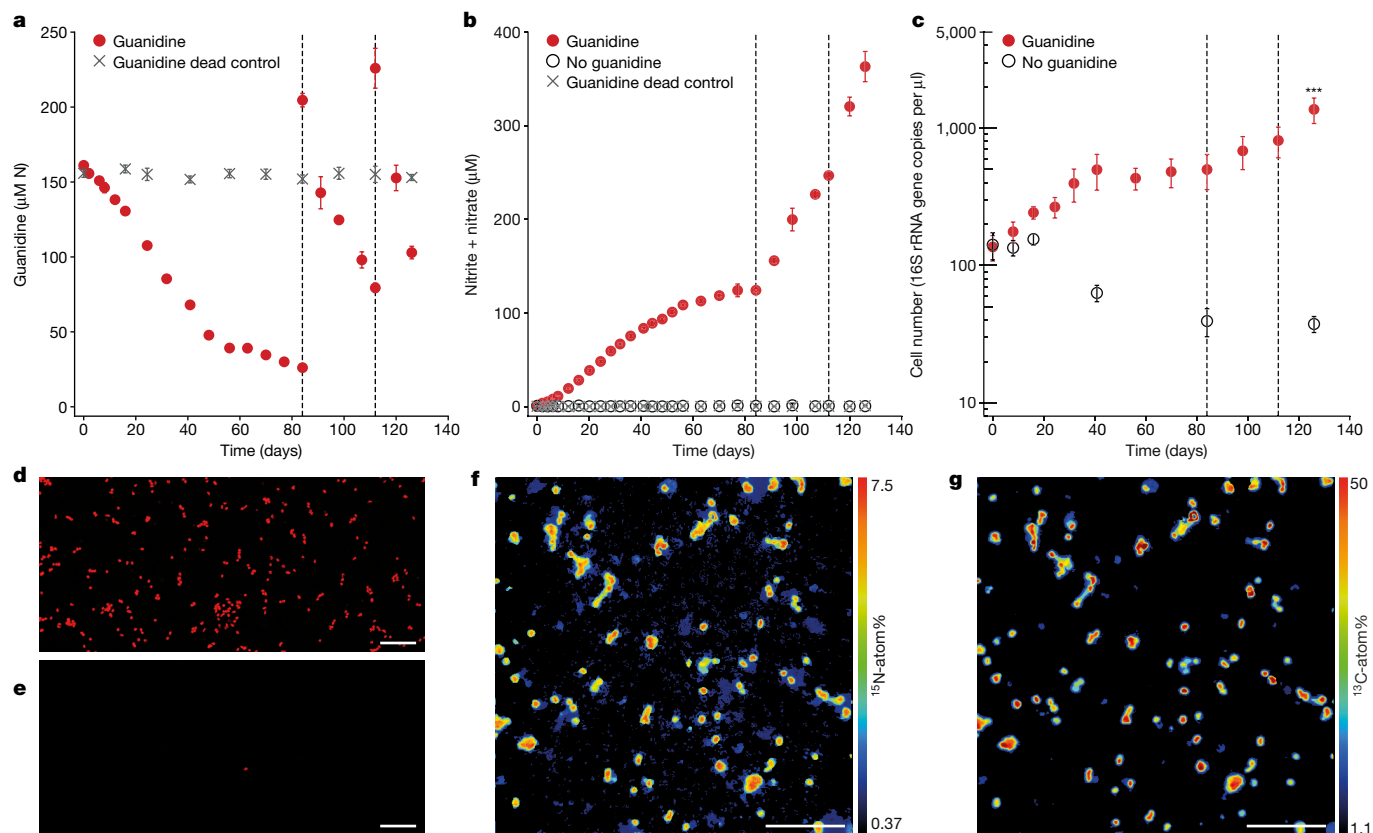 a
250
200
150
100
50
0
Guanidine (μM N)
Guanidine
Guanidine dead control
0 20 40 60 80 100 120 140
Time (days)
b
400
300
200
100
0
Nitrite + nitrate (μM)
Guanidine
No guanidine
Guanidine dead control
0 20 40 60 80 100 120 140
Time (days)
c
5,000
1,000
100
10
Cell number (16S rRNA gene copies per μl)
Guanidine
No guanidine
***
0 20 40 60 80 100 120 140
Time (days)
d
e
f
7.5
15N-atom%
0.37
g
50
13C-atom%
1.1